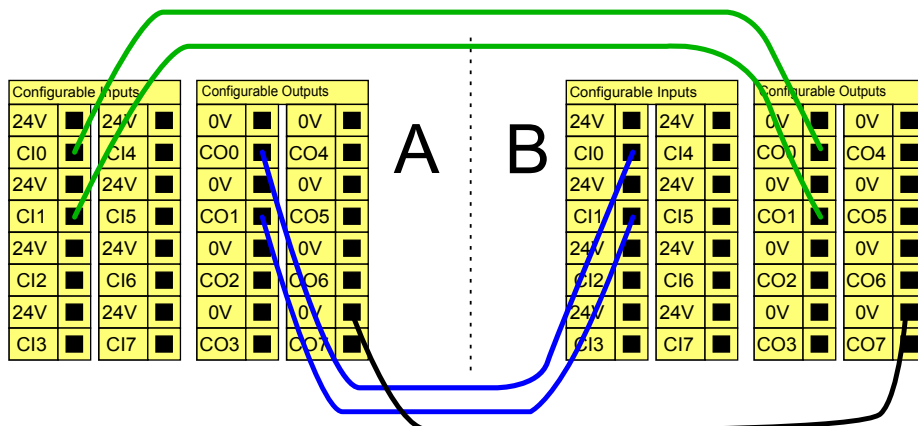 Configurable Inputs
24V 24V
CI0 CI4
24V 24V
CI1 CI5
24V 24V
CI2 CI6
24V 24V
CI3 CI7
Configurable Outputs
0V 0V
CO0 CO4
0V 0V
CO1 CO5
0V 0V
CO2 CO6
0V 0V
CO3 CO7
A
B
Configurable Inputs
24V 24V
CI0 CI4
24V 24V
CI1 CI5
24V 24V
CI2 CI6
24V 24V
CI3 CI7
Configurable Outputs
0V 0V
CO0 CO4
0V 0V
CO1 CO5
0V 0V
CO2 CO6
0V 0V
CO3 CO7